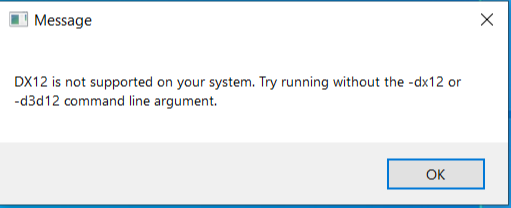 Message
DX12 is not supported on your system. Try running without the -dx12 or
-d3d12 command line argument.
OK